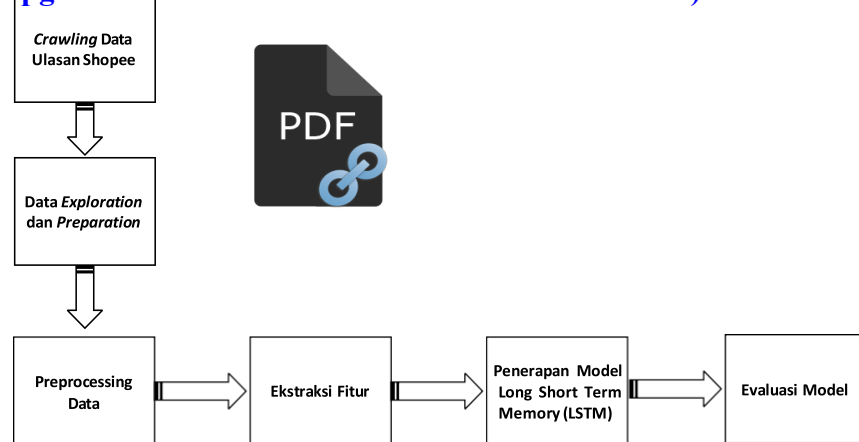 Crawling Data
Ulasan Shopee
PDF
Data Exploration
dan Preparation
Preprocessing
Data
Ekstraksi Fitur
Penerapan Model
Long Short Term
Memory (LSTM)
Evaluasi Model